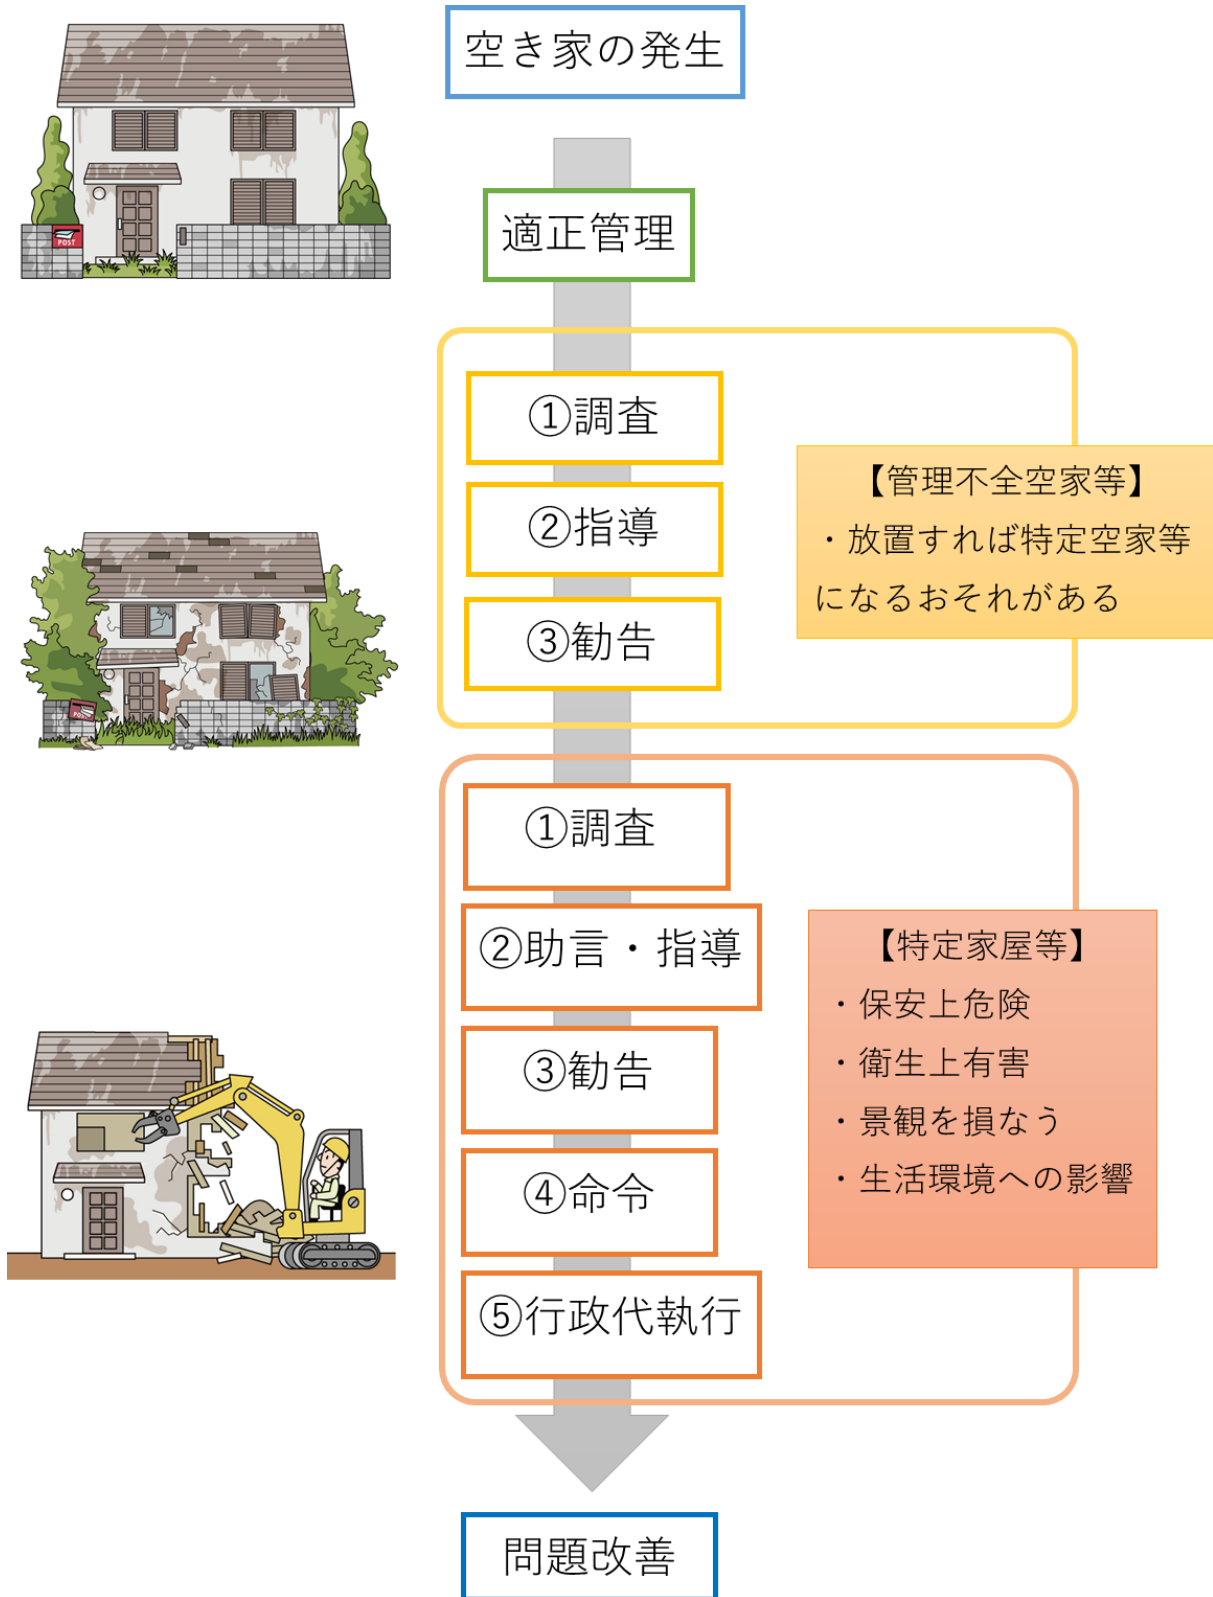 空き家の発生
POST
適正管理
①調査
②指導
③勧告
【管理不全空家等】
・放置すれば特定空家等
になるおそれがある
POST
①調査
②助言・指導
③勧告
④命令
⑤行政代執行
【特定家屋等】
・保安上危険
・衛生上有害
・景観を損なう
・生活環境への影響
問題改善